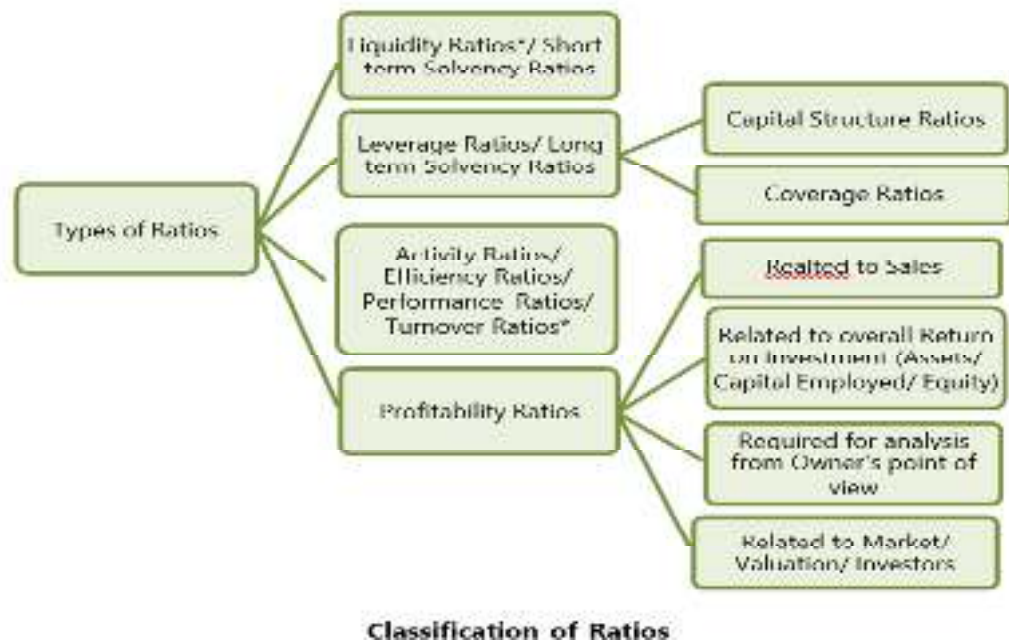 Liquidity Ratios*/ Short
term Solvency Ratios
Leverage Ratios/ Long
term Solvency Ratios
Capital Structure Ratios
Coverage Ratios
Types of Ratios
Activity Ratios/
Efficiency Ratios/
Performance Ratios/
Turnover Ratios*
Profitability Ratios
Realted to Sales
Related to overall Return
on Investment (Assets/
Capital Employed/ Equity)
Required for analysis
from Owner's point of
view
Related to Market/
Valuation/ Investors
Classification of Ratios